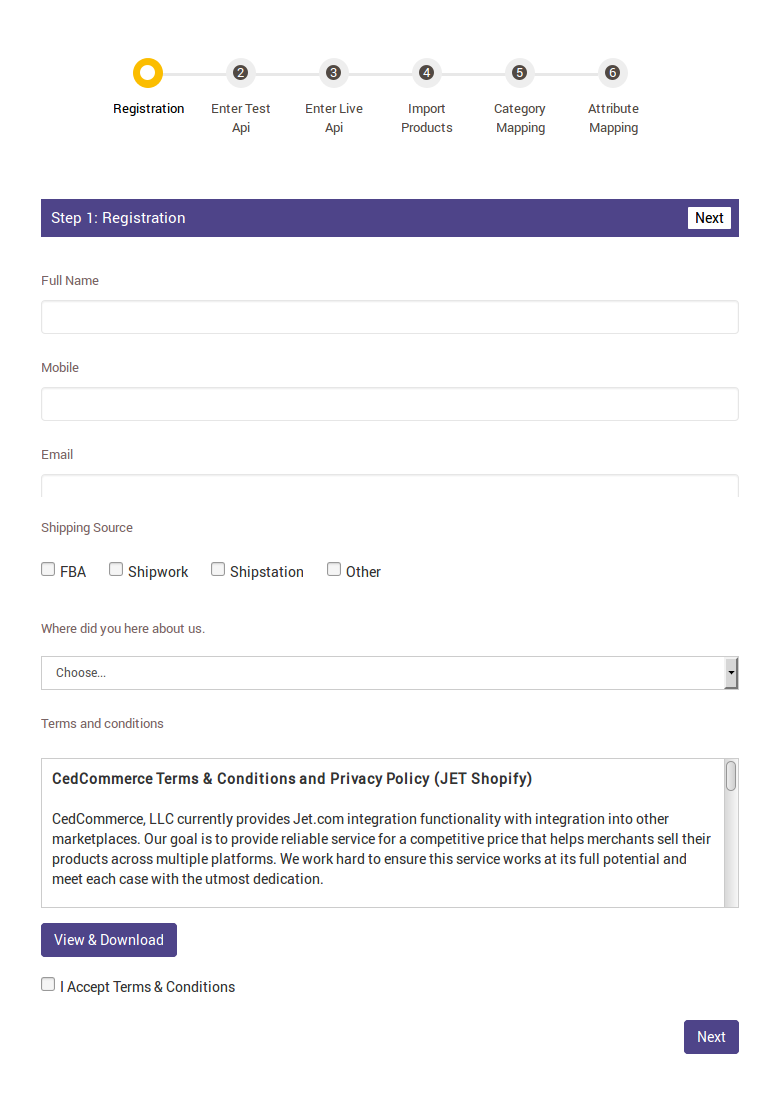 2 3 4 5 6
Registration Enter Test Enter Live Import Category Attribute
Api Api Products Mapping Mapping
Step 1: Registration Next
Full Name
Mobile
Email
Shipping Source
FBA Shipwork Shipstation Other
Where did you here about us.
Choose...
Terms and conditions
CedCommerce Terms & Conditions and Privacy Policy (JET Shopify)
CedCommerce, LLC currently provides Jet.com integration functionality with integration into other
marketplaces. Our goal is to provide reliable service for a competitive price that helps merchants sell their
products across multiple platforms. We work hard to ensure this service works at its full potential and
meet each case with the utmost dedication.
View & Download
I Accept Terms & Conditions
Next